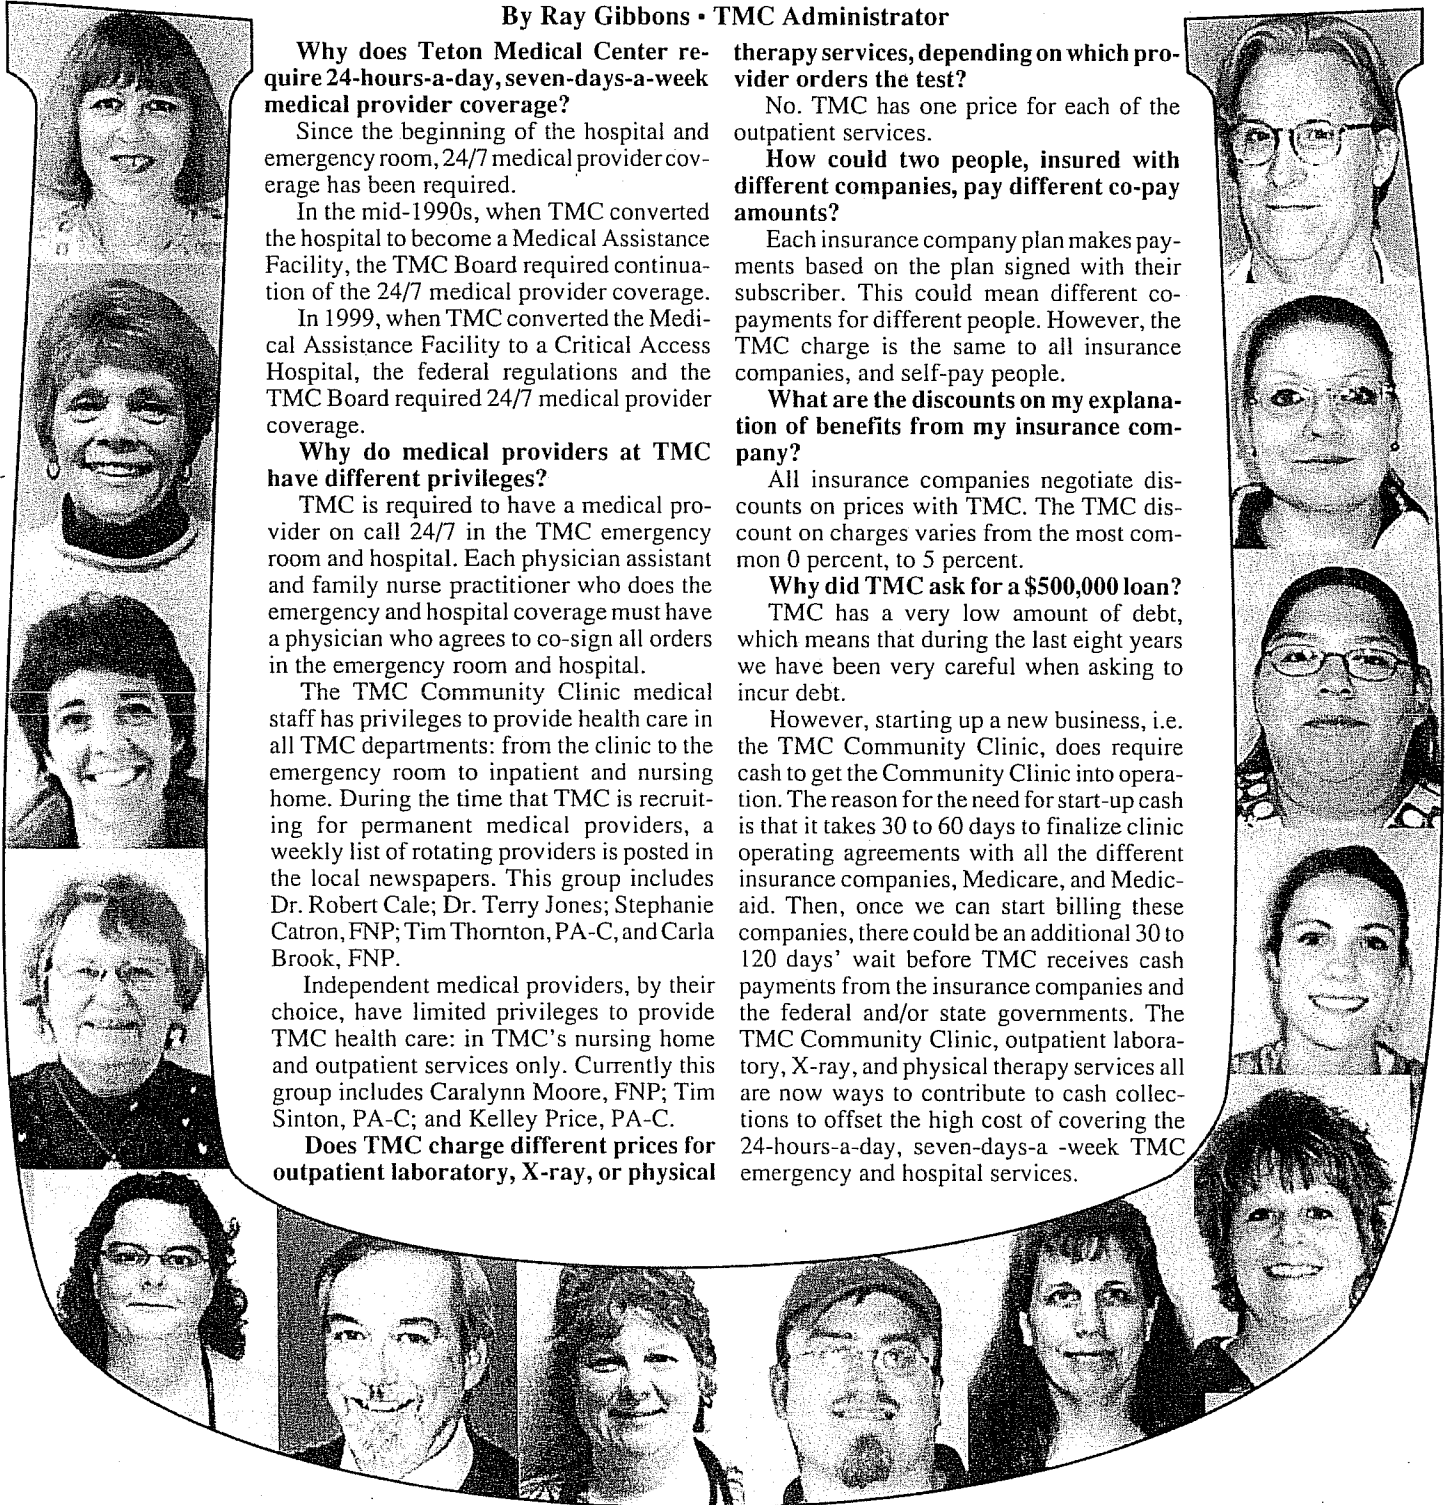 By Ray Gibbons • TMC Administrator
Why does Teton Medical Center re-
quire 24-hours-a-day, seven-days-a-week
medical provider coverage?
Since the beginning of the hospital and
emergency room, 24/7 medical provider cov-
erage has been required.
In the mid-1990s, when TMC converted
the hospital to become a Medical Assistance
Facility, the TMC Board required continua-
tion of the 24/7 medical provider coverage.
In 1999, when TMC converted the Medi-
cal Assistance Facility to a Critical Access
Hospital, the federal regulations and the
TMC Board required 24/7 medical provider
coverage.
Why do medical providers at TMC
have different privileges?
TMC is required to have a medical pro-
vider on call 24/7 in the TMC emergency
room and hospital. Each physician assistant
and family nurse practitioner who does the
emergency and hospital coverage must have
a physician who agrees to co-sign all orders
in the emergency room and hospital.
The TMC Community Clinic medical
staff has privileges to provide health care in
all TMC departments: from the clinic to the
emergency room to inpatient and nursing
home. During the time that TMC is recruit-
ing for permanent medical providers, a
weekly list of rotating providers is posted in
the local newspapers. This group includes
Dr. Robert Cale; Dr. Terry Jones; Stephanie
Catron, FNP; Tim Thornton, PA-C, and Carla
Brook, FNP.
Independent medical providers, by their
choice, have limited privileges to provide
TMC health care: in TMC's nursing home
and outpatient services only. Currently this
group includes Caralynn Moore, FNP; Tim
Sinton, PA-C; and Kelley Price, PA-C.
Does TMC charge different prices for
outpatient laboratory, X-ray, or physical
therapy services, depending on which pro-
vider orders the test?
No. TMC has one price for each of the
outpatient services.
How could two people, insured with
different companies, pay different co-pay
amounts?
Each insurance company plan makes pay-
ments based on the plan signed with their
subscriber. This could mean different co-
payments for different people. However, the
TMC charge is the same to all insurance
companies, and self-pay people.
What are the discounts on my explana-
tion of benefits from my insurance com-
pany?
All insurance companies negotiate dis-
counts on prices with TMC. The TMC dis-
count on charges varies from the most com-
mon 0 percent, to 5 percent.
Why did TMC ask for a $500,000 loan?
TMC has a very low amount of debt,
which means that during the last eight years
we have been very careful when asking to
incur debt.
However, starting up a new business, i.e.
the TMC Community Clinic, does require
cash to get the Community Clinic into opera-
tion. The reason for the need for start-up cash
is that it takes 30 to 60 days to finalize clinic
operating agreements with all the different
insurance companies, Medicare, and Medic-
aid. Then, once we can start billing these
companies, there could be an additional 30 to
120 days' wait before TMC receives cash
payments from the insurance companies and
the federal and/or state governments. The
TMC Community Clinic, outpatient labora-
tory, X-ray, and physical therapy services all
are now ways to contribute to cash collec-
tions to offset the high cost of covering the
24-hours-a-day, seven-days-a -week TMC
emergency and hospital services.